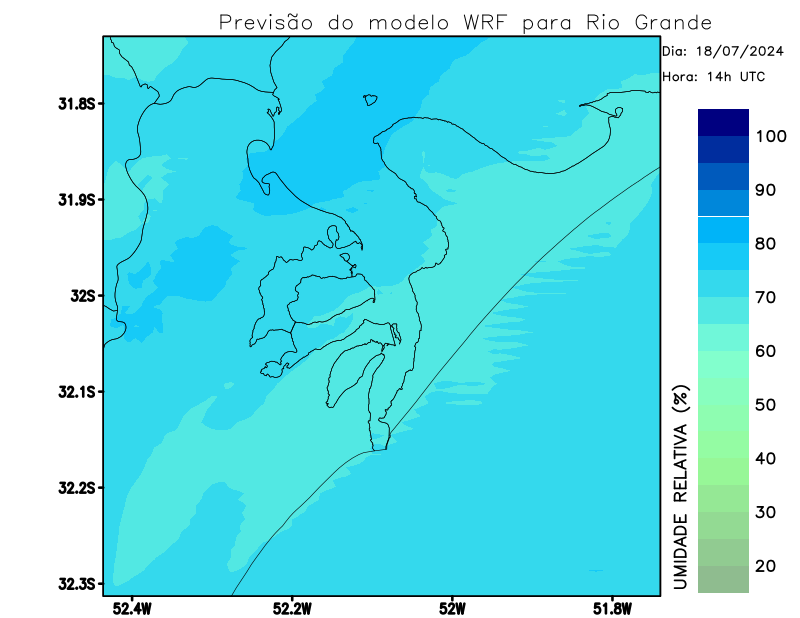 Previsão do modelo WRF para Rio Grande
Dia: 18/07/2024
Hora: 14h UTC
31.8S
31.9S
32S
32.1S
32.2S
32.3S
52.4W
52.2W
52W
51.8W
100
90
80
70
60
50
40
30
20
UMIDADE RELATIVA (%)